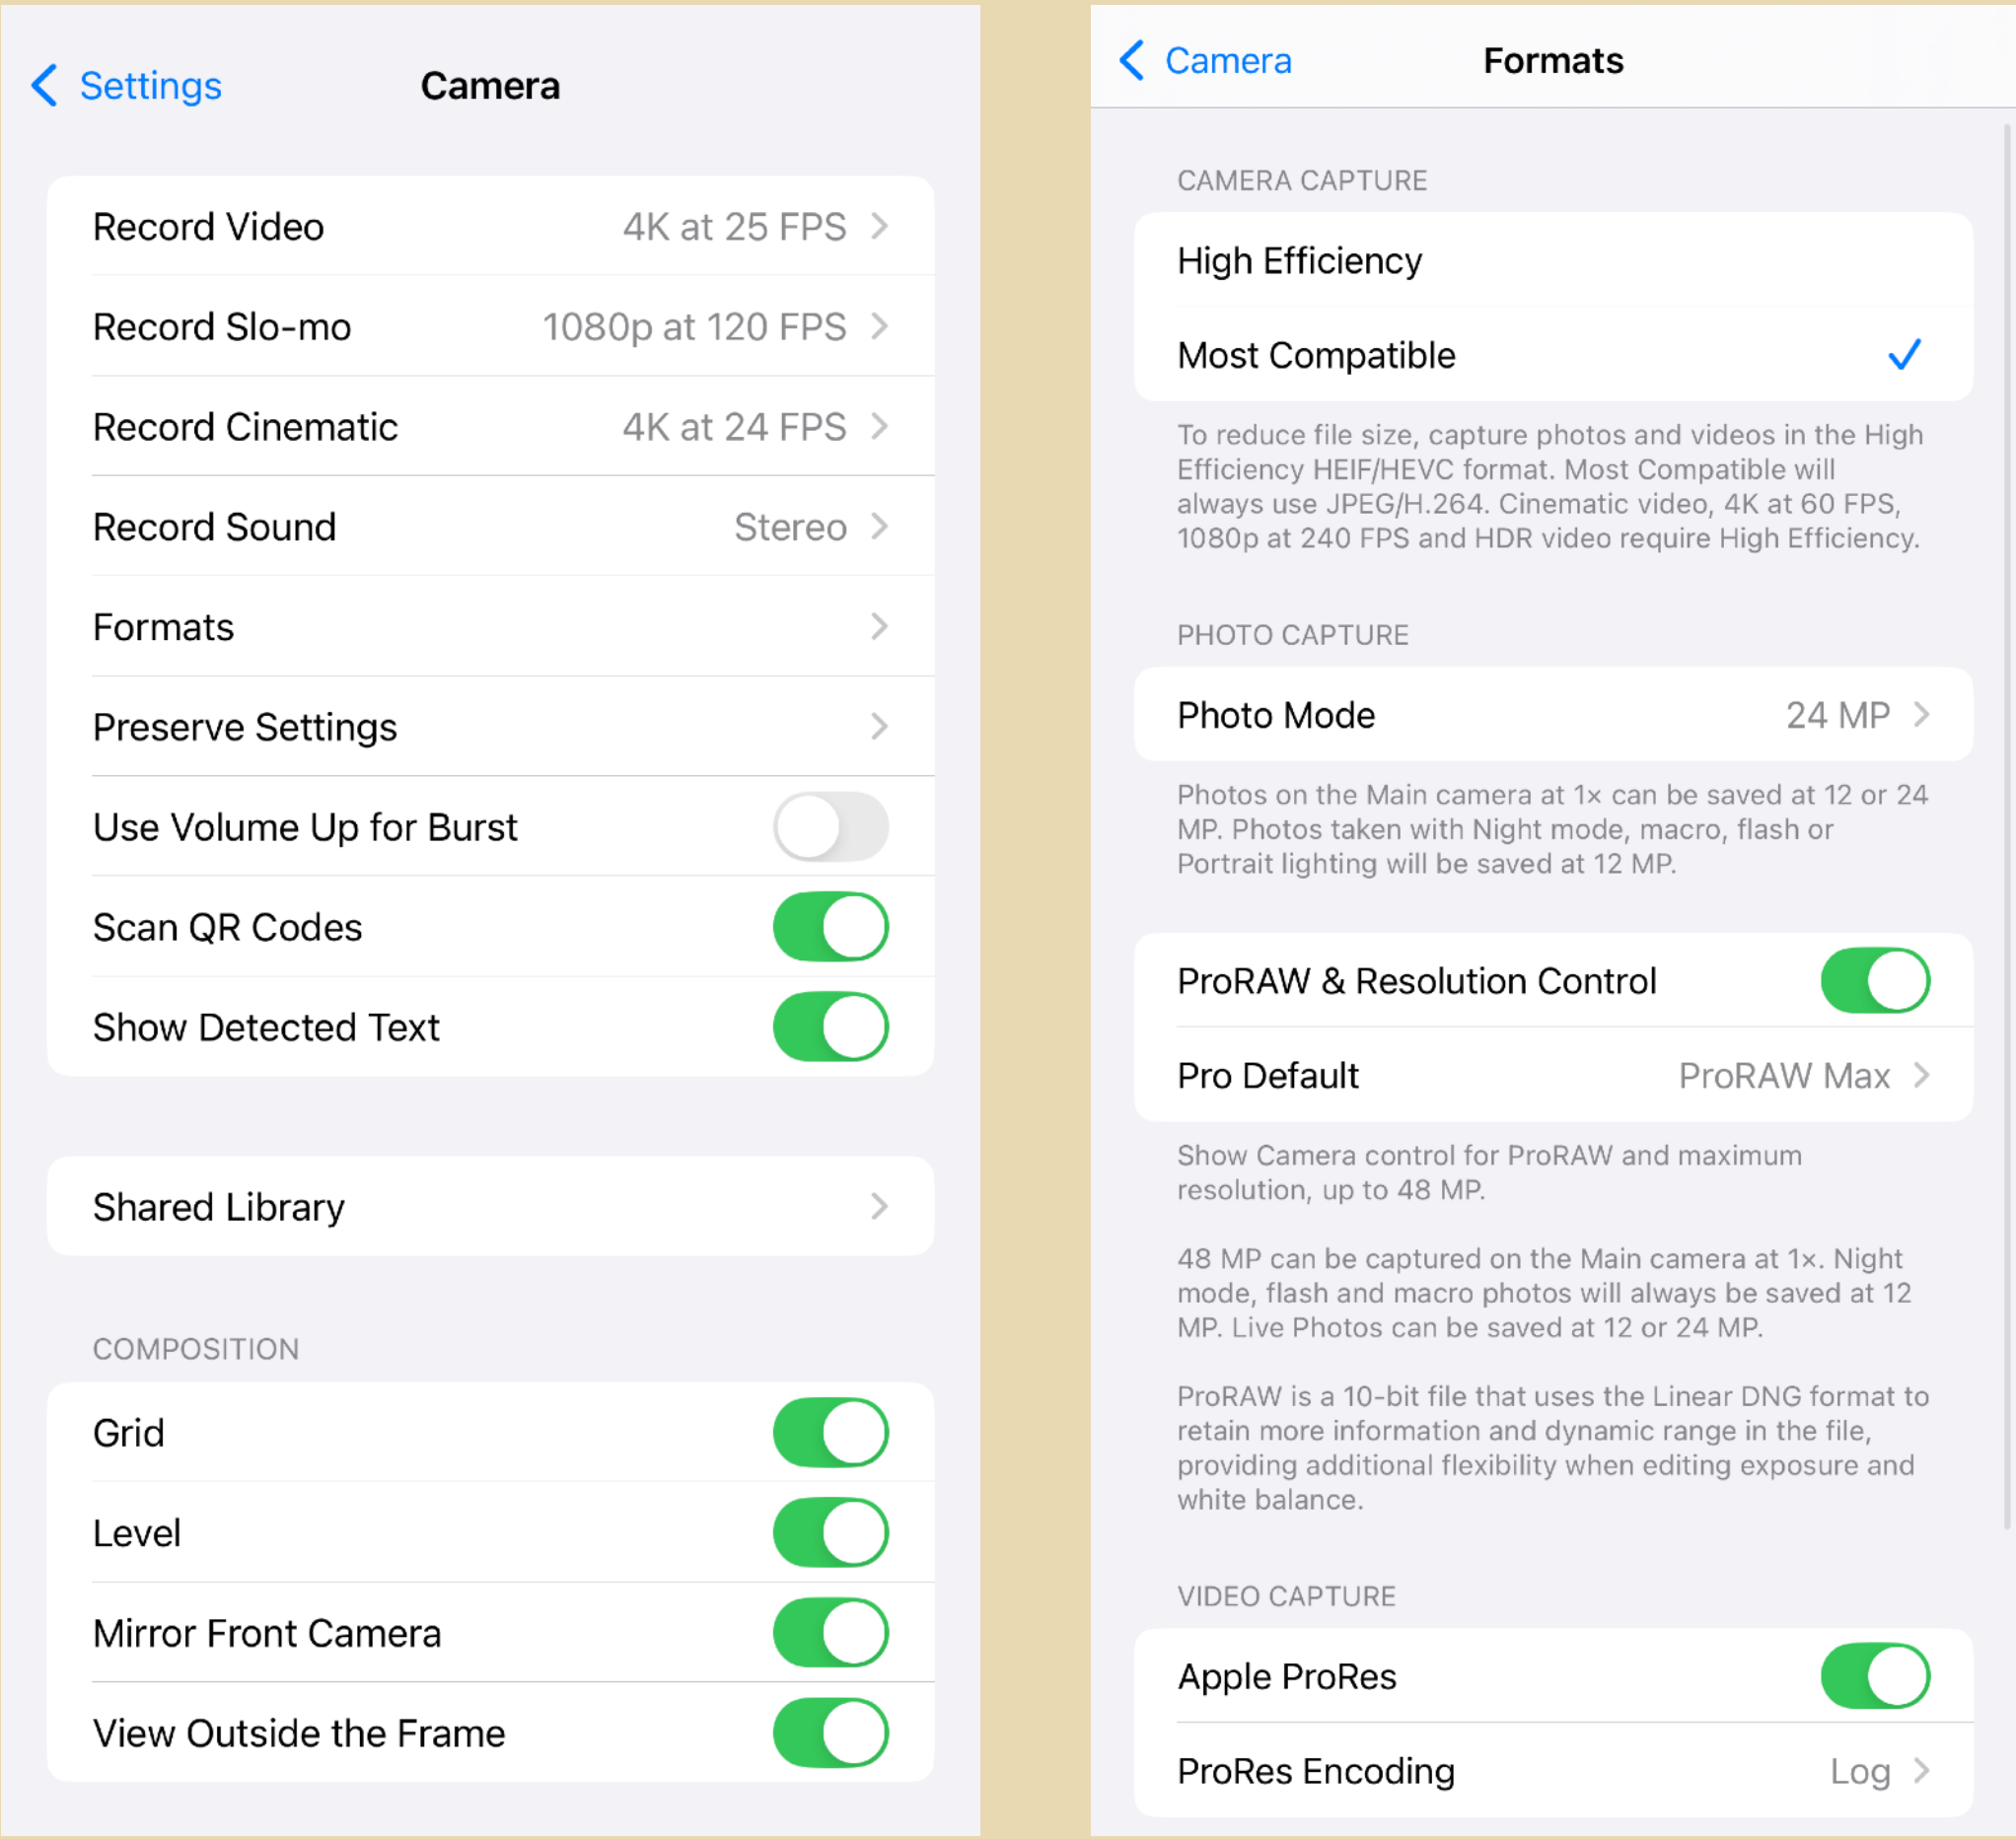 Settings
Camera
Record Video 4K at 25 FPS
Record Slo-mo 1080p at 120 FPS
Record Cinematic 4K at 24 FPS
Record Sound Stereo
Formats
Preserve Settings
Use Volume Up for Burst
Scan QR Codes
Show Detected Text
Shared Library
COMPOSITION
Grid
Level
Mirror Front Camera
View Outside the Frame
Camera
Formats
CAMERA CAPTURE
High Efficiency
Most Compatible
To reduce file size, capture photos and videos in the High
Efficiency HEIF/HEVC format. Most Compatible will
always use JPEG/H.264. Cinematic video, 4K at 60 FPS,
1080p at 240 FPS and HDR video require High Efficiency.
PHOTO CAPTURE
Photo Mode 24 MP
Photos on the Main camera at 1× can be saved at 12 or 24
MP. Photos taken with Night mode, macro, flash or
Portrait lighting will be saved at 12 MP.
ProRAW & Resolution Control
Pro Default ProRAW Max
Show Camera control for ProRAW and maximum
resolution, up to 48 MP.
48 MP can be captured on the Main camera at 1×. Night
mode, flash and macro photos will always be saved at 12
MP. Live Photos can be saved at 12 or 24 MP.
ProRAW is a 10-bit file that uses the Linear DNG format to
retain more information and dynamic range in the file,
providing additional flexibility when editing exposure and
white balance.
VIDEO CAPTURE
Apple ProRes
ProRes Encoding Log